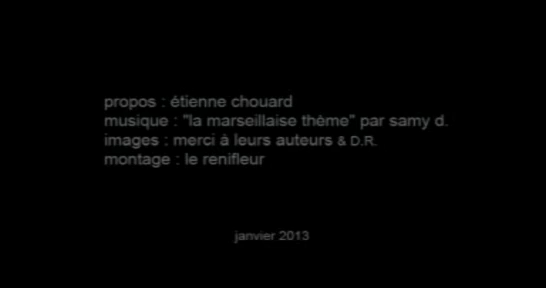 propos : étienne chouard
musique : "la marseillaise thème" par samy d.
images : merci à leurs auteurs & D.R.
montage : le renifleur
janvier 2013